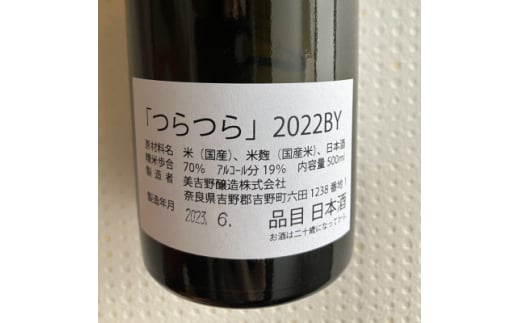 「つらつら」 2022BY
原材料名 米（国産）、米麹（国産米）、日本酒
精米歩合 70% アルコール分 19% 内容量 500ml
製造者 美吉野醸造株式会社
奈良県吉野郡吉野町六田 1238 番地 1
製造年月 2023. 6.
品目 日本酒
お酒は二十歳になってから。